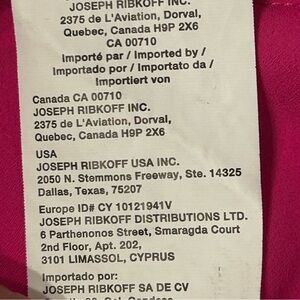 JOSEPH RIBKOFF INC.
2375 de L'Aviation, Dorval,
Quebec, Canada H9P 2X6
CA 00710
Importé par / Imported by /
Importado por / Importato da /
Importiert von
Canada CA 00710
JOSEPH RIBKOFF INC.
2375 de L'Aviation, Dorval,
Quebec, Canada H9P 2X6
USA
JOSEPH RIBKOFF USA INC.
2050 N. Stemmons Freeway, Ste. 14325
Dallas, Texas, 75207
Europe ID# CY 10121941V
JOSEPH RIBKOFF DISTRIBUTIONS LTD.
6 Parthenonos Street, Smaragda Court
2nd Floor, Apt. 202,
3101 LIMASSOL, CYPRUS
Importado por:
JOSEPH RIBKOFF SA DE CV